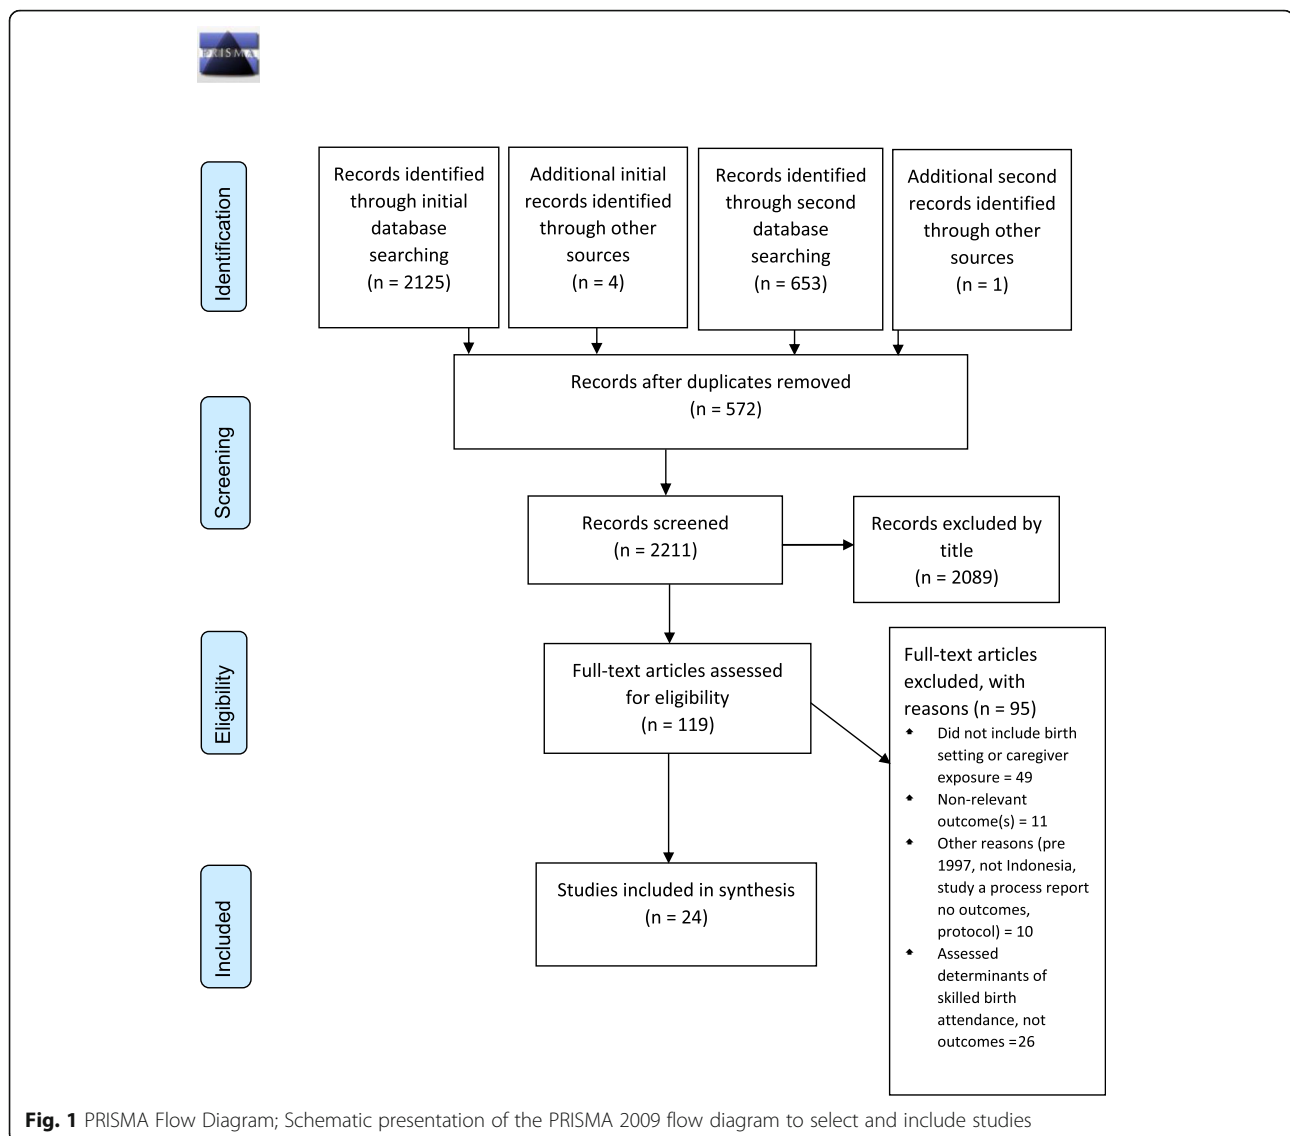 PRISMA
Identification
Records identified
through initial
database
searching
(n = 2125)
Additional initial
records identified
through other
sources
(n = 4)
Records identified
through second
database
searching
(n = 653)
Additional second
records identified
through other
sources
(n = 1)
Records after duplicates removed
(n = 572)
Screening
Records screened
(n = 2211)
Records excluded by
title
(n = 2089)
Eligibility
Full-text articles assessed
for eligibility
(n = 119)
Full-text articles
excluded, with
reasons (n = 95)
Did not include birth
setting or caregiver
exposure = 49
Non-relevant
outcome(s) = 11
Other reasons (pre
1997, not Indonesia,
study a process report
no outcomes,
protocol) = 10
Assessed
determinants of
skilled birth
attendance, not
outcomes =26
Included
Studies included in synthesis
(n = 24)
Fig. 1 PRISMA Flow Diagram; Schematic presentation of the PRISMA 2009 flow diagram to select and include studies